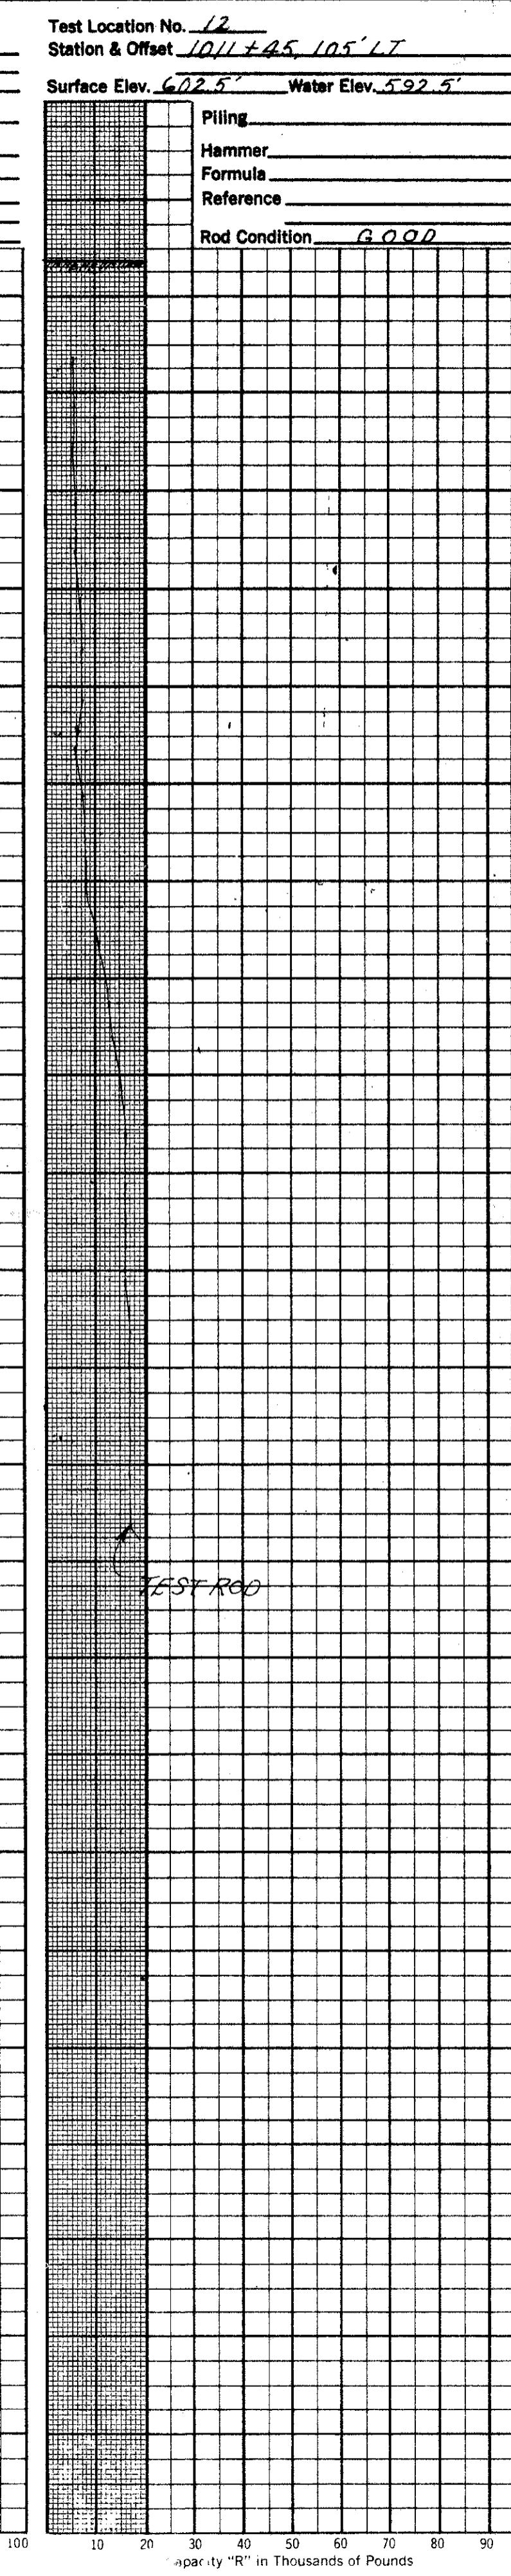 Test Location No. 12
Station & Offset 1011+45, 105' LT
Surface Elev. 602.5' Water Elev. 592.5'
Piling
Hammer
Formula
Reference
Rod Condition GOOD
TEST ROD
100 10 20 30 40 50 60 70 80 90
apacity "R" in Thousands of Pounds